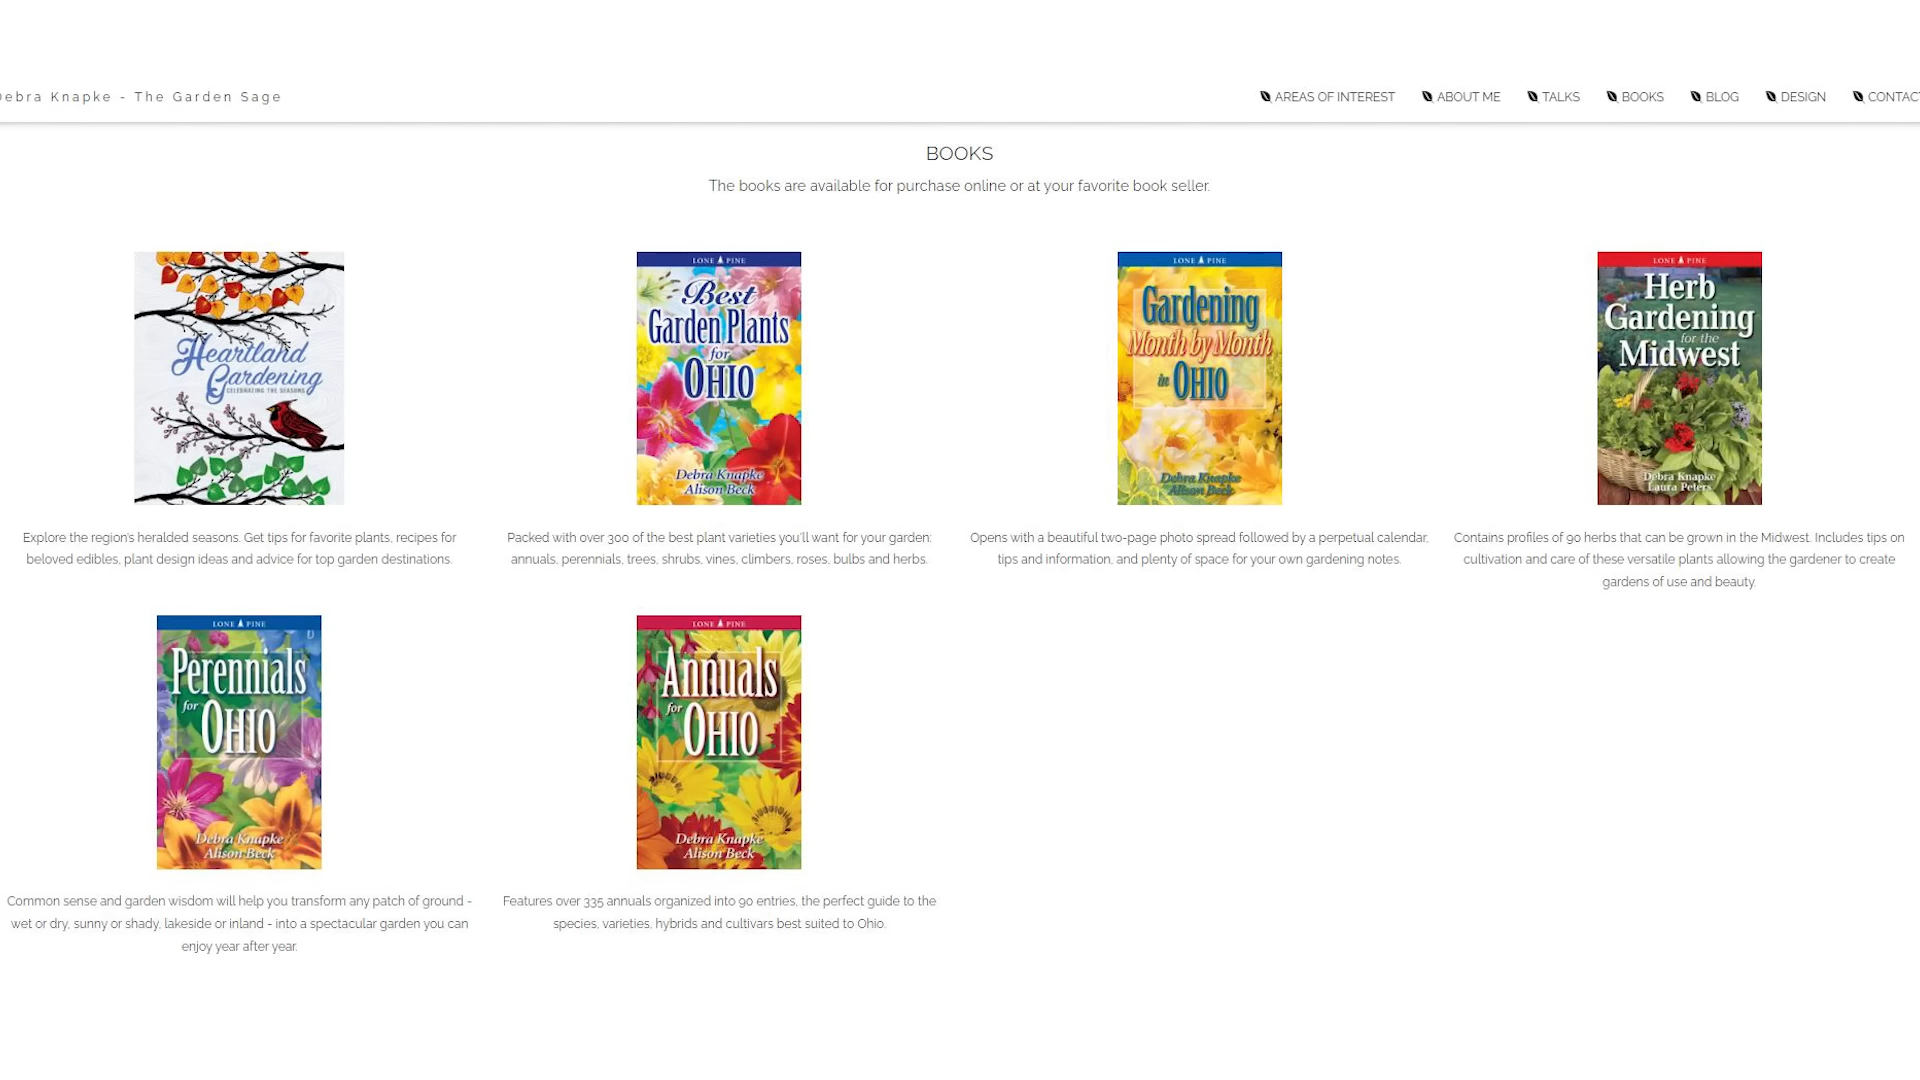 Debra Knapke - The Garden Sage
AREAS OF INTEREST ABOUT ME TALKS BOOKS BLOG DESIGN CONTACT
BOOKS
The books are available for purchase online or at your favorite book seller.
Heartland
Gardening
CELEBRATING THE SEASONS
Explore the region's heralded seasons. Get tips for favorite plants, recipes for
beloved edibles, plant design ideas and advice for top garden destinations.
LONE PINE
Best
Garden Plants
for
OHIO
Debra Knapke
Alison Beck
Packed with over 300 of the best plant varieties you'll want for your garden:
annuals, perennials, trees, shrubs, vines, climbers, roses, bulbs and herbs.
LONE PINE
Gardening
Month by Month
in OHIO
Debra Knapke
Alison Beck
Opens with a beautiful two-page photo spread followed by a perpetual calendar,
tips and information, and plenty of space for your own gardening notes.
LONE PINE
Herb
Gardening
for the
Midwest
Debra Knapke
Laura Peters
Contains profiles of 90 herbs that can be grown in the Midwest. Includes tips on
cultivation and care of these versatile plants allowing the gardener to create
gardens of use and beauty.
LONE PINE
Perennials
for
OHIO
Debra Knapke
Alison Beck
Common sense and garden wisdom will help you transform any patch of ground -
wet or dry, sunny or shady, lakeside or inland - into a spectacular garden you can
enjoy year after year.
LONE PINE
Annuals
for
OHIO
Debra Knapke
Alison Beck
Features over 335 annuals organized into 90 entries, the perfect guide to the
species, varieties, hybrids and cultivars best suited to Ohio.